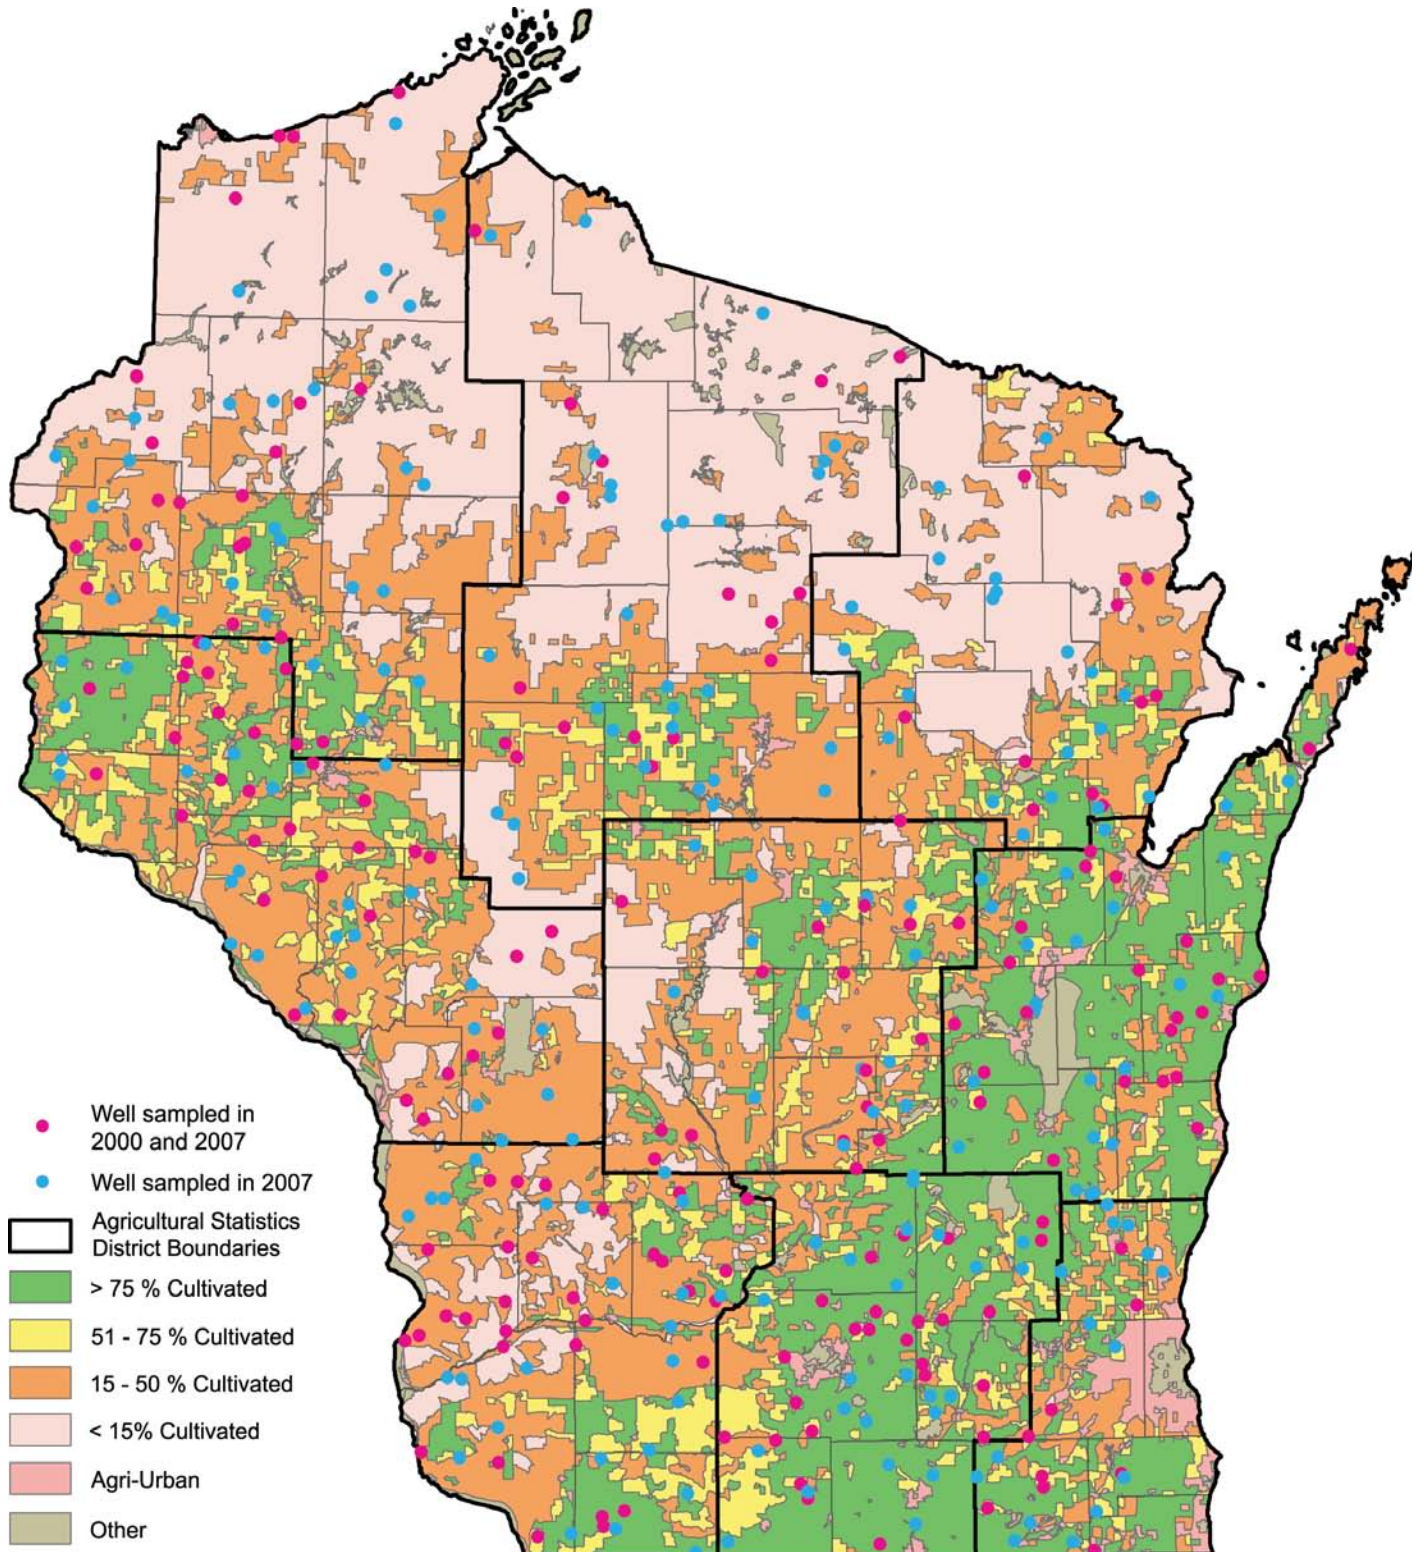 Well sampled in
2000 and 2007
Well sampled in 2007
Agricultural Statistics
District Boundaries
> 75 % Cultivated
51 - 75 % Cultivated
15 - 50 % Cultivated
< 15% Cultivated
Agri-Urban
Other